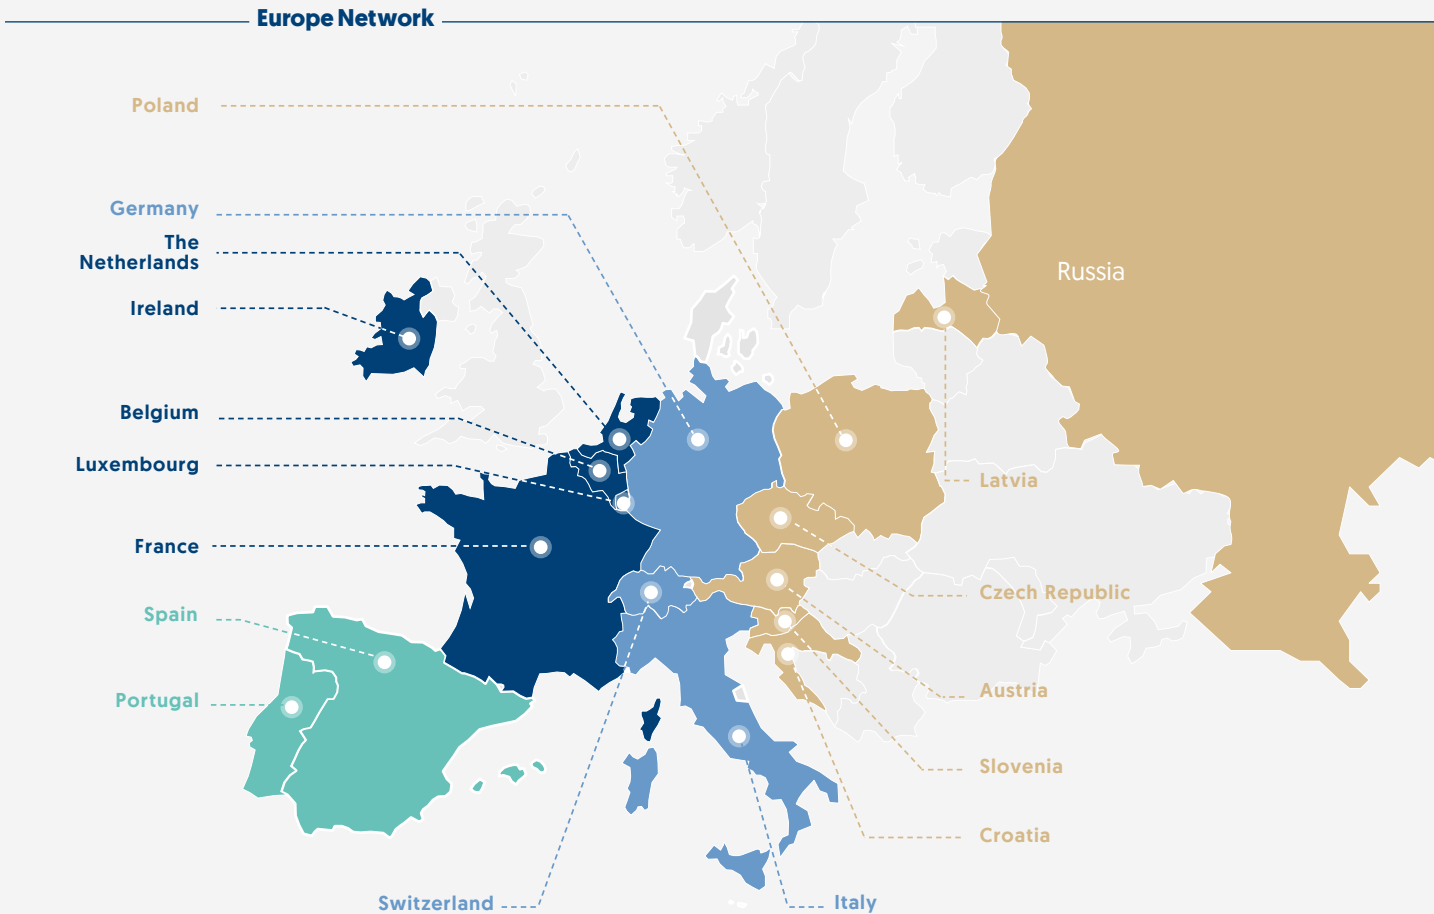 Europe Network
Poland
Germany
The
Netherlands
Ireland
Belgium
Luxembourg
France
Spain
Portugal
Switzerland
Russia
Latvia
Czech Republic
Austria
Slovenia
Croatia
Italy